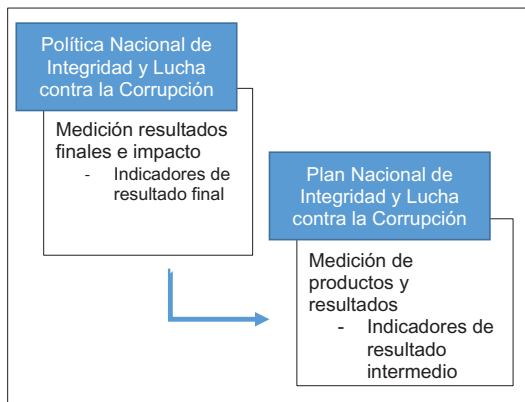 Política Nacional de
Integridad y Lucha
contra la Corrupción
Medición resultados
finales e impacto
- Indicadores de
resultado final
Plan Nacional de
Integridad y Lucha
contra la Corrupción
Medición de
productos y
resultados
- Indicadores de
resultado
intermedio